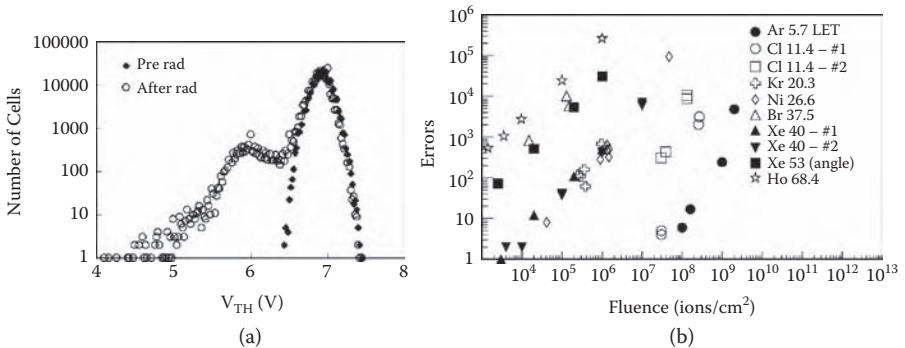 100000
10000
1000
100
10
1
Number of Cells
Pre rad
After rad
4 5 6 7 8
V_TH (V)
(a)
10^6
10^5
10^4
10^3
10^2
10
1
Errors
Ar 5.7 LET
Cl 11.4 – #1
Cl 11.4 – #2
Kr 20.3
Ni 26.6
Br 37.5
Xe 40 – #1
Xe 40 – #2
Xe 53 (angle)
Ho 68.4
10^4 10^5 10^6 10^7 10^8 10^9 10^10 10^11 10^12 10^13
Fluence (ions/cm^2)
(b)